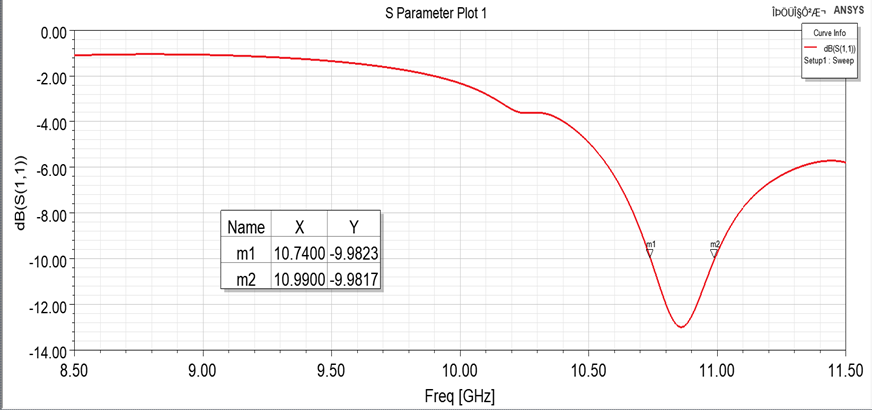 S Parameter Plot 1
ÎÞÓÚÎ§Ô²Æ¬ ANSYS
Curve Info
dB(S(1,1))
Setup1 : Sweep
0.00
-2.00
-4.00
-6.00
-8.00
-10.00
-12.00
-14.00
dB(S(1,1))
Name X Y
m1 10.7400 -9.9823
m2 10.9900 -9.9817
m1
m2
8.50 9.00 9.50 10.00 10.50 11.00 11.50
Freq [GHz]